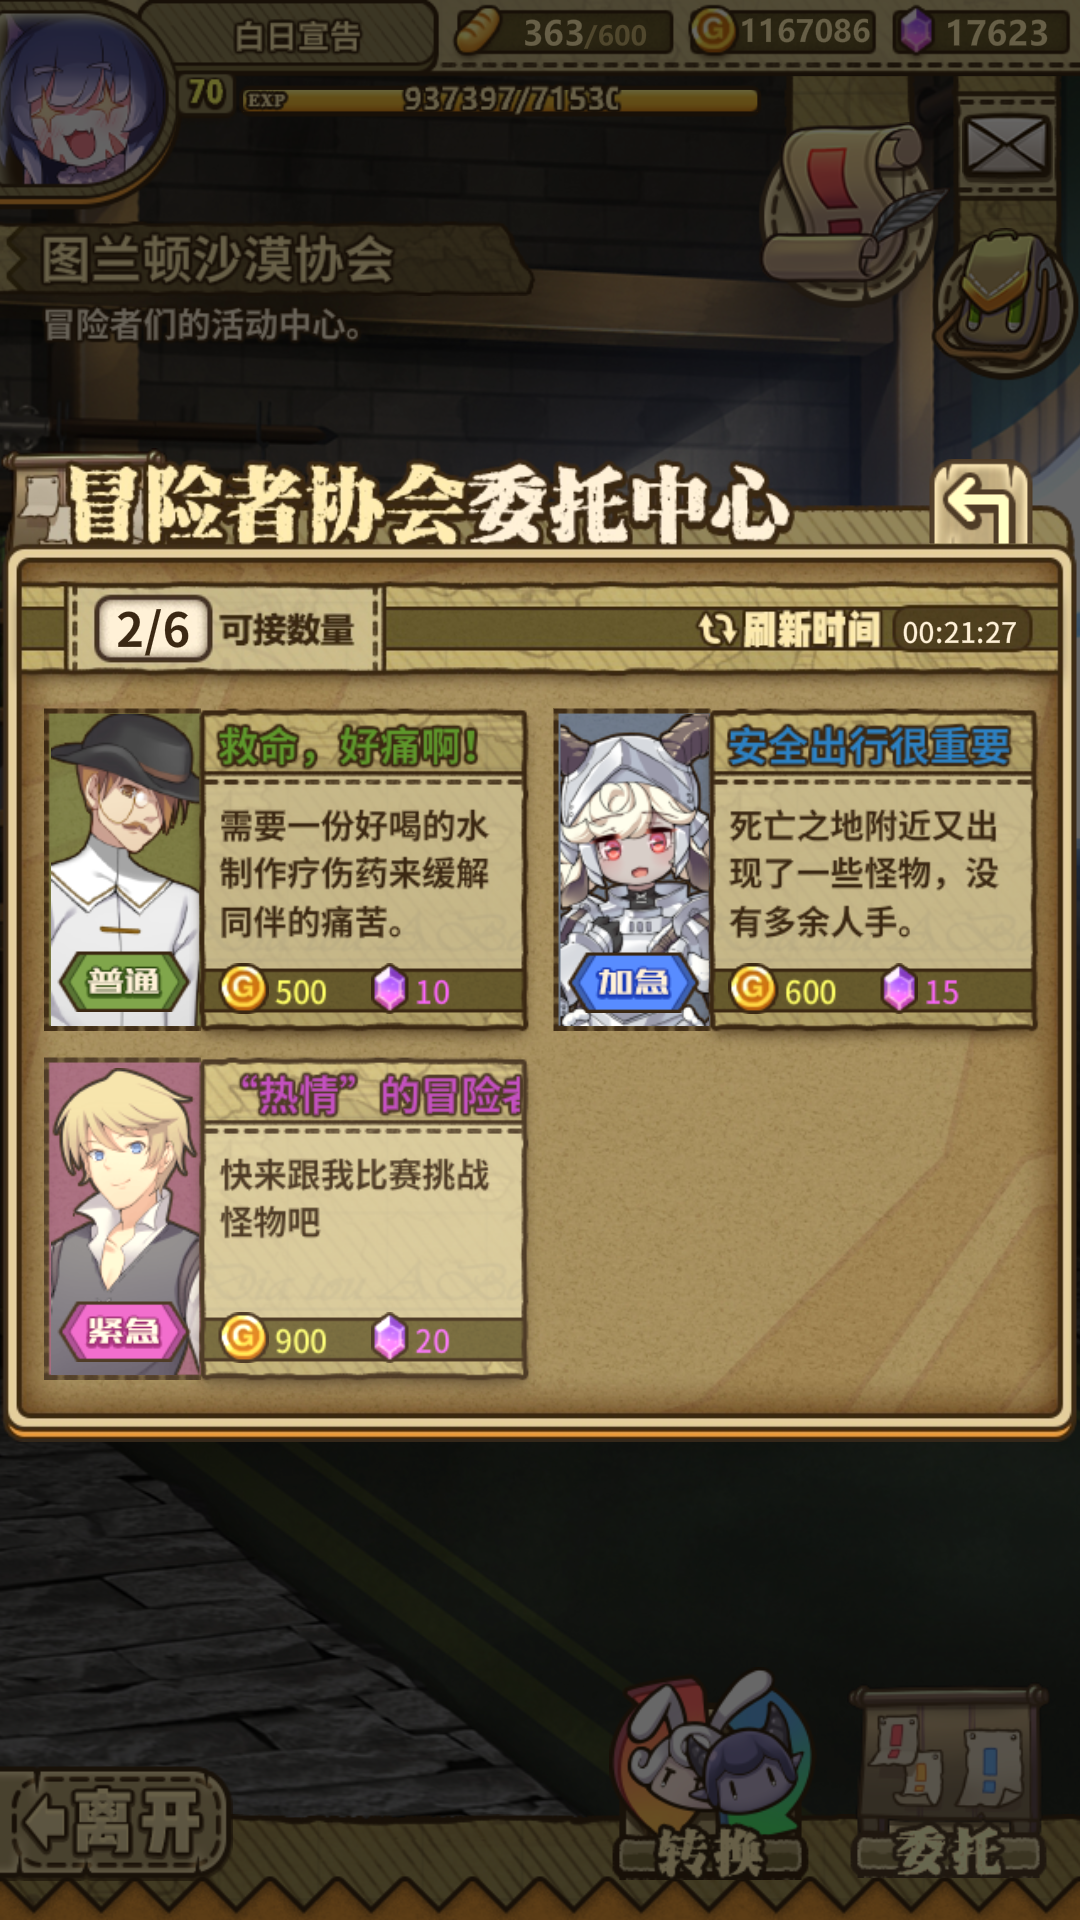 白日宣告
363/600
1167086
17623
70
EXP
937397/71530
图兰顿沙漠协会
冒险者们的活动中心。
冒险者协会委托中心
2/6
可接数量
刷新时间
00:21:27
救命，好痛啊！
需要一份好喝的水
制作疗伤药来缓解
同伴的痛苦。
普通
500
10
安全出行很重要
死亡之地附近又出
现了一些怪物，没
有多余人手。
加急
600
15
“热情”的冒险者
快来跟我比赛挑战
怪物吧
紧急
900
20
离开
转换
委托